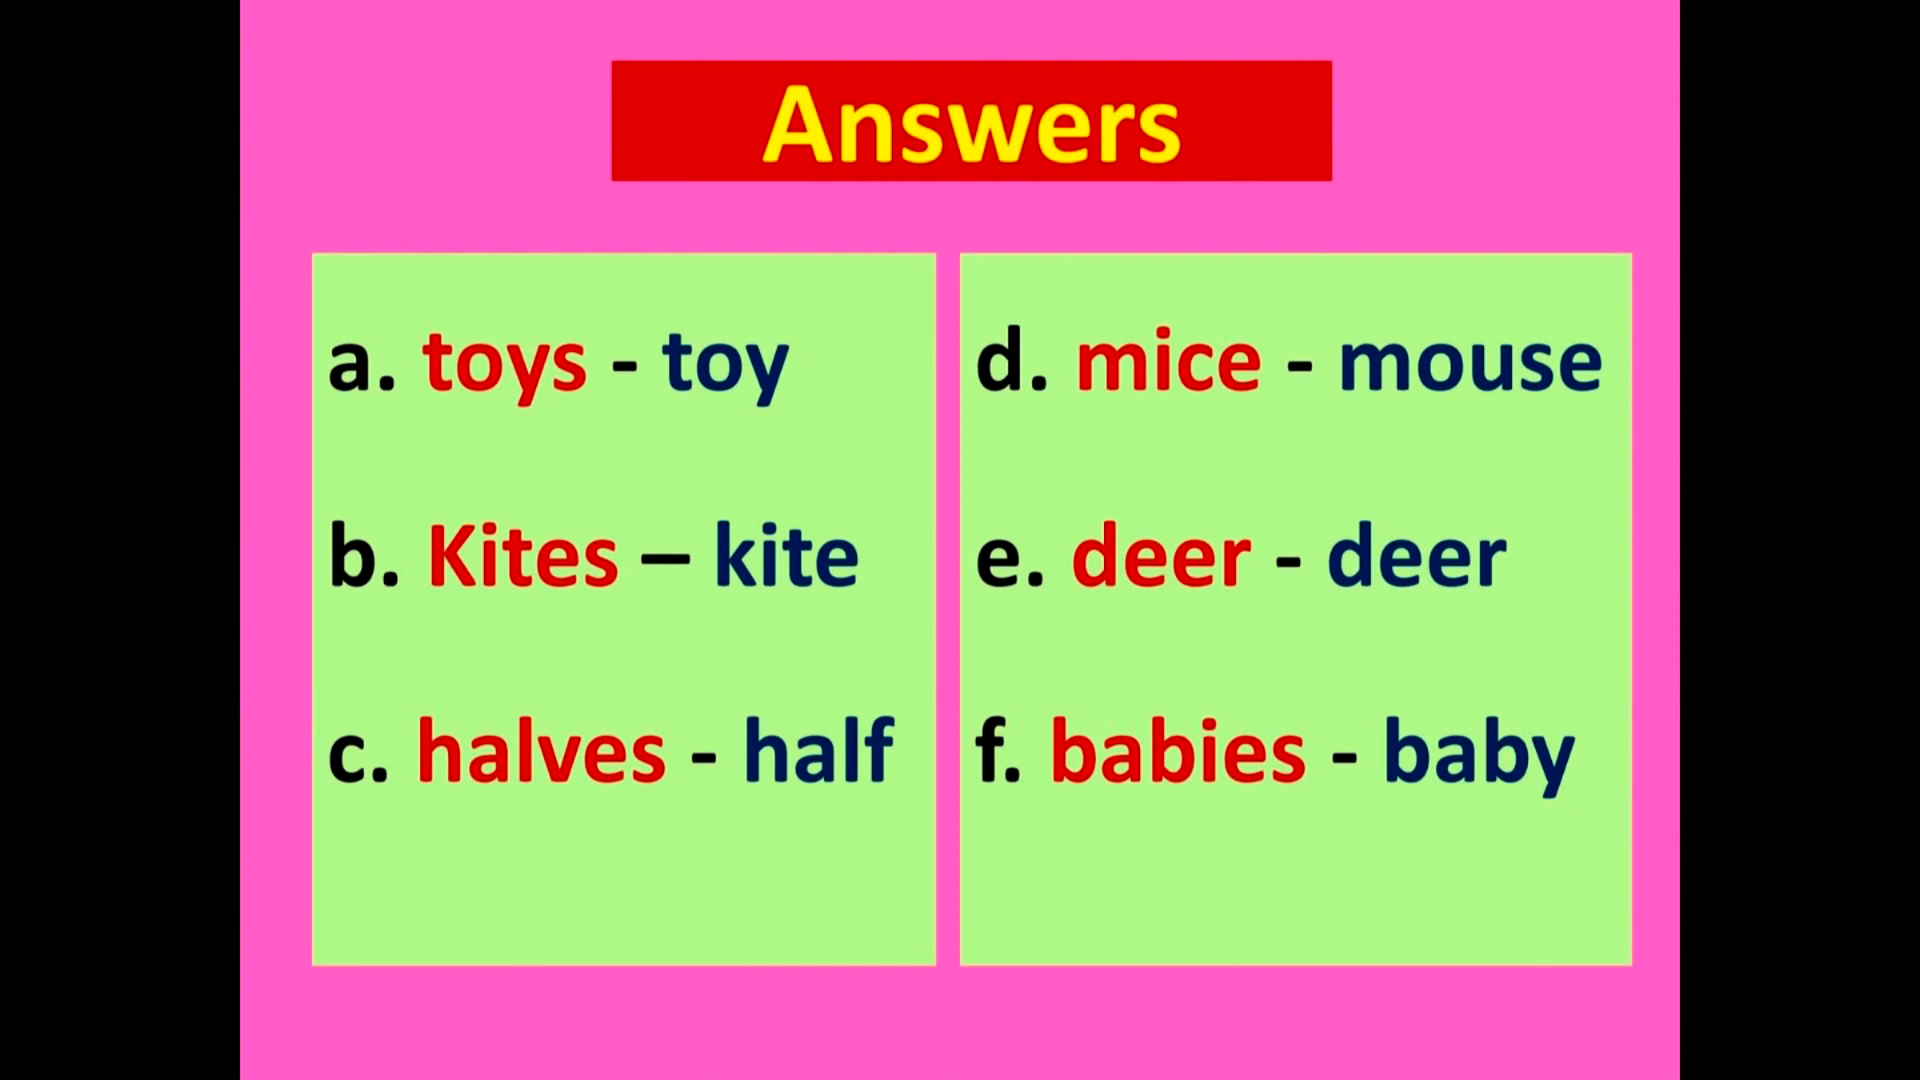 Answers
a. toys - toy
b. Kites – kite
c. halves - half
d. mice - mouse
e. deer - deer
f. babies - baby